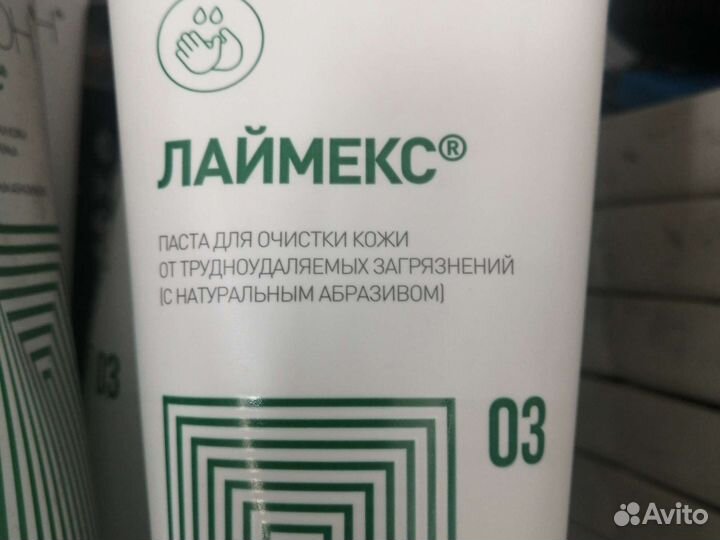 ЛАЙМЕКС®
ПАСТА ДЛЯ ОЧИСТКИ КОЖИ
ОТ ТРУДНОУДАЛЯЕМЫХ ЗАГРЯЗНЕНИЙ
(С НАТУРАЛЬНЫМ АБРАЗИВОМ)
03
03
Avito